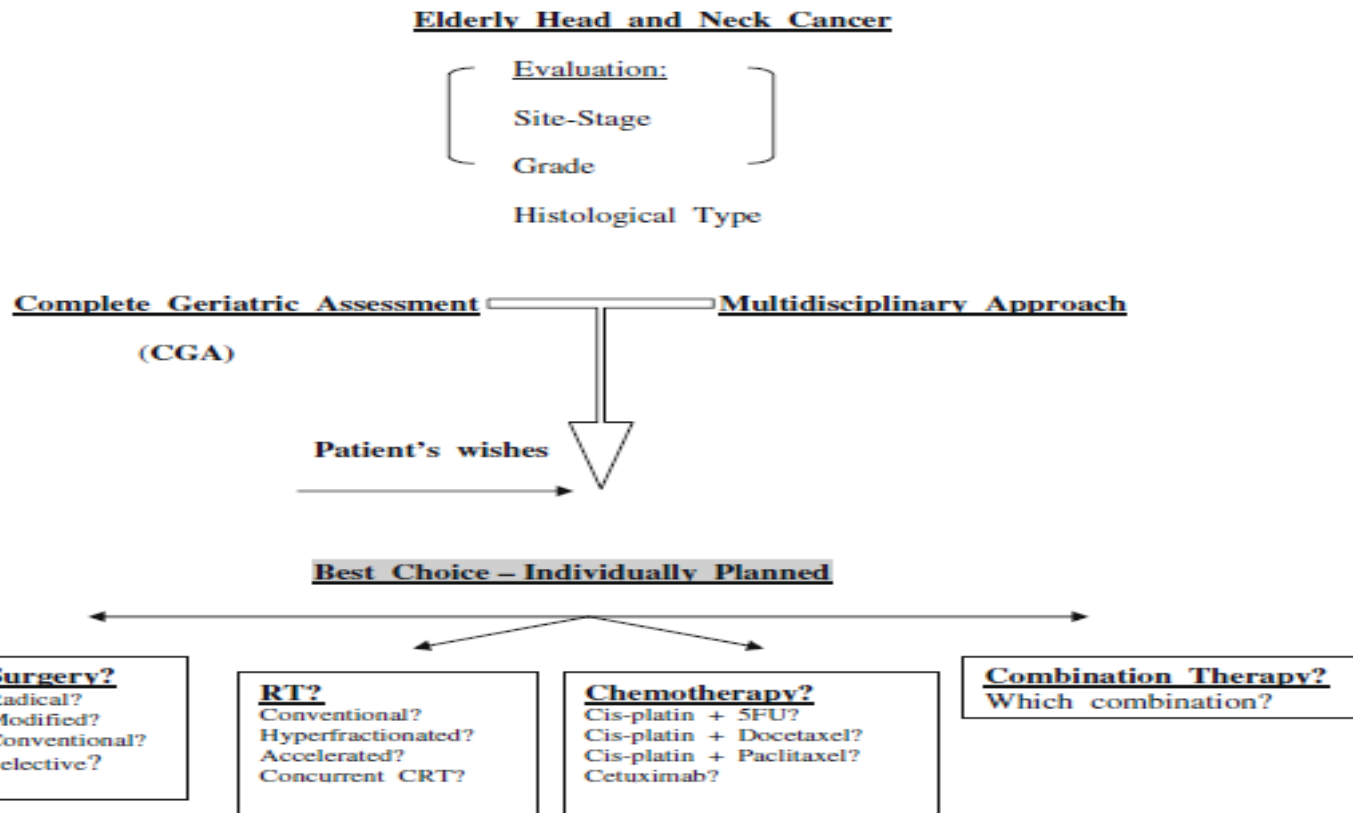 Elderly Head and Neck Cancer
Evaluation:
Site-Stage
Grade
Histological Type
Complete Geriatric Assessment
Multidisciplinary Approach
(CGA)
Patient's wishes
Best Choice – Individually Planned
Surgery?
Radical?
Modified?
Conventional?
Selective?
RT?
Conventional?
Hyperfractionated?
Accelerated?
Concurrent CRT?
Chemotherapy?
Cis-platin + 5FU?
Cis-platin + Docetaxel?
Cis-platin + Paclitaxel?
Cetuximab?
Combination Therapy?
Which combination?